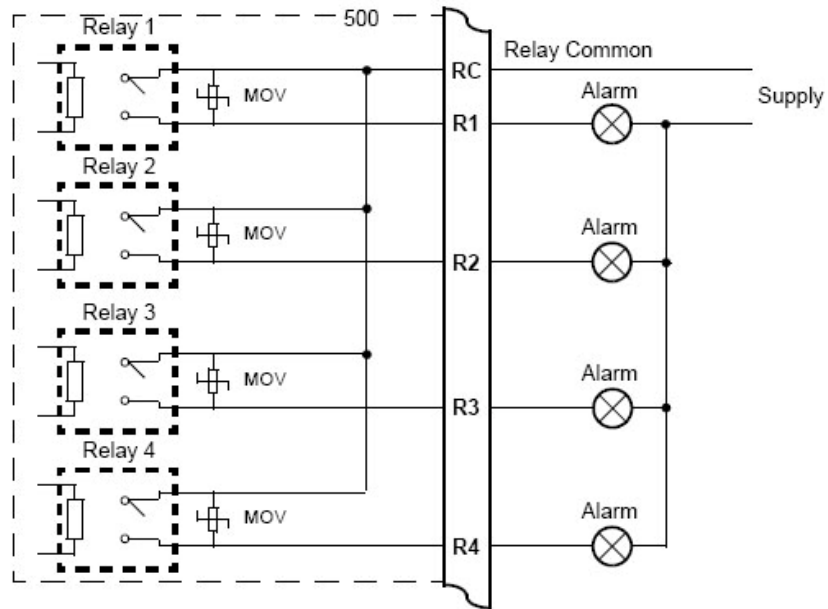 500
Relay 1
RC Relay Common
MOV
Alarm
Supply
R1
Relay 2
Alarm
MOV
R2
Relay 3
Alarm
MOV
R3
Relay 4
Alarm
MOV
R4